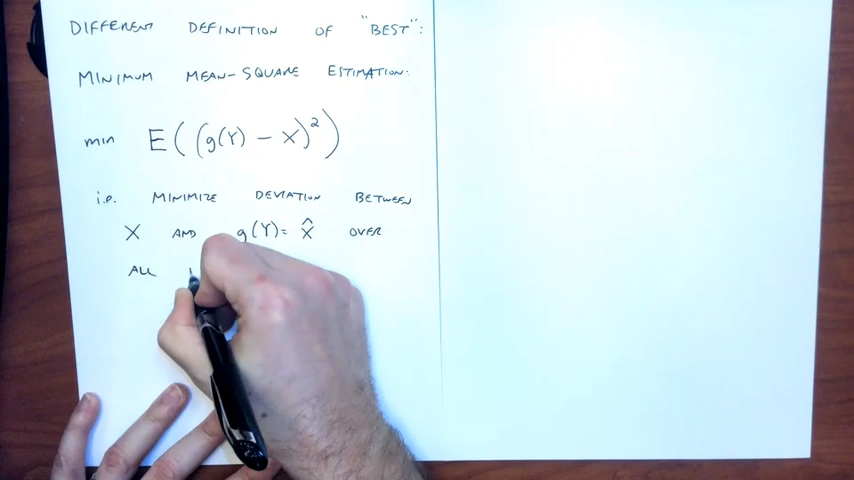 DIFFERENT DEFINITION OF "BEST":
MINIMUM MEAN-SQUARE ESTIMATION:
min E((g(Y) - X)²)
i.e. MINIMIZE DEVIATION BETWEEN
X AND g(Y) = X̂ OVER
ALL